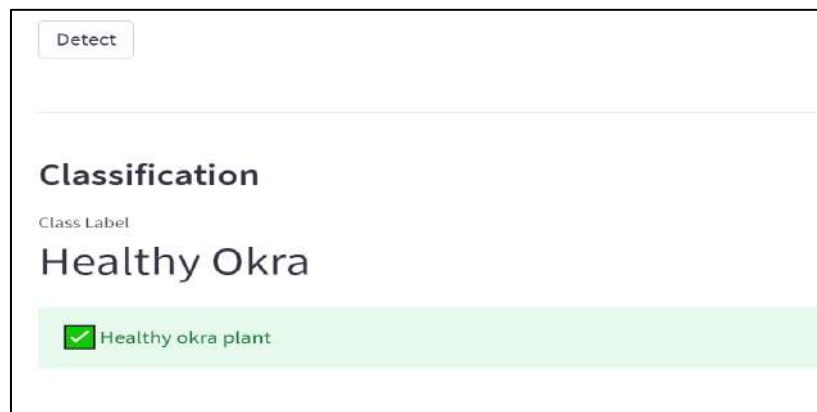 Detect
Classification
Class Label
Healthy Okra
Healthy okra plant